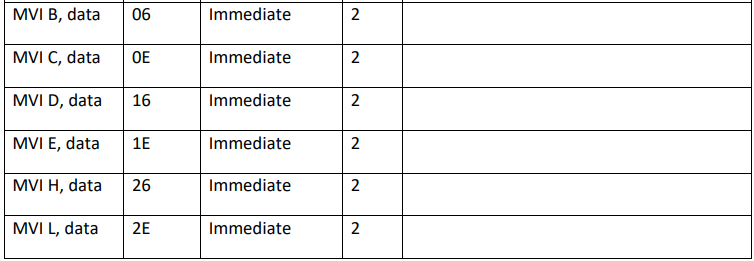 MVI B, data 06 Immediate 2
MVI C, data 0E Immediate 2
MVI D, data 16 Immediate 2
MVI E, data 1E Immediate 2
MVI H, data 26 Immediate 2
MVI L, data 2E Immediate 2